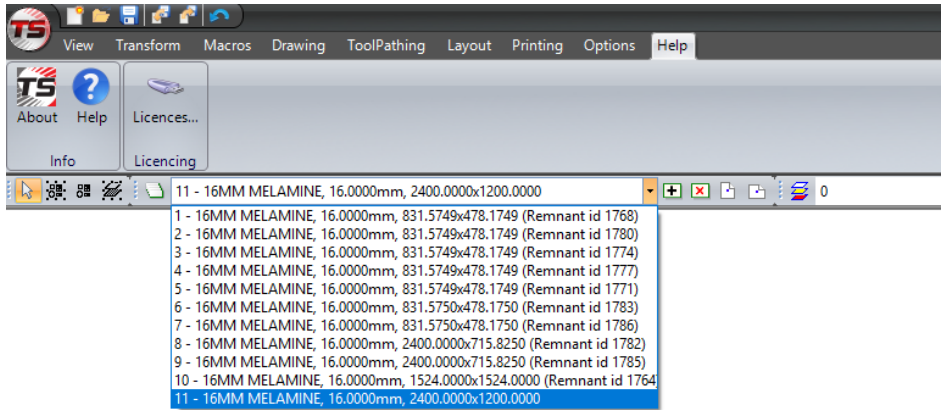 TS
View Transform Macros Drawing ToolPathing Layout Printing Options Help
TS
?
About Help Licences...
Info Licencing
11 - 16MM MELAMINE, 16.0000mm, 2400.0000x1200.0000 0
1 - 16MM MELAMINE, 16.0000mm, 831.5749x478.1749 (Remnant id 1768)
2 - 16MM MELAMINE, 16.0000mm, 831.5749x478.1749 (Remnant id 1780)
3 - 16MM MELAMINE, 16.0000mm, 831.5749x478.1749 (Remnant id 1774)
4 - 16MM MELAMINE, 16.0000mm, 831.5749x478.1749 (Remnant id 1777)
5 - 16MM MELAMINE, 16.0000mm, 831.5749x478.1749 (Remnant id 1771)
6 - 16MM MELAMINE, 16.0000mm, 831.5750x478.1750 (Remnant id 1783)
7 - 16MM MELAMINE, 16.0000mm, 831.5750x478.1750 (Remnant id 1786)
8 - 16MM MELAMINE, 16.0000mm, 2400.0000x715.8250 (Remnant id 1782)
9 - 16MM MELAMINE, 16.0000mm, 2400.0000x715.8250 (Remnant id 1785)
10 - 16MM MELAMINE, 16.0000mm, 1524.0000x1524.0000 (Remnant id 1764
11 - 16MM MELAMINE, 16.0000mm, 2400.0000x1200.0000